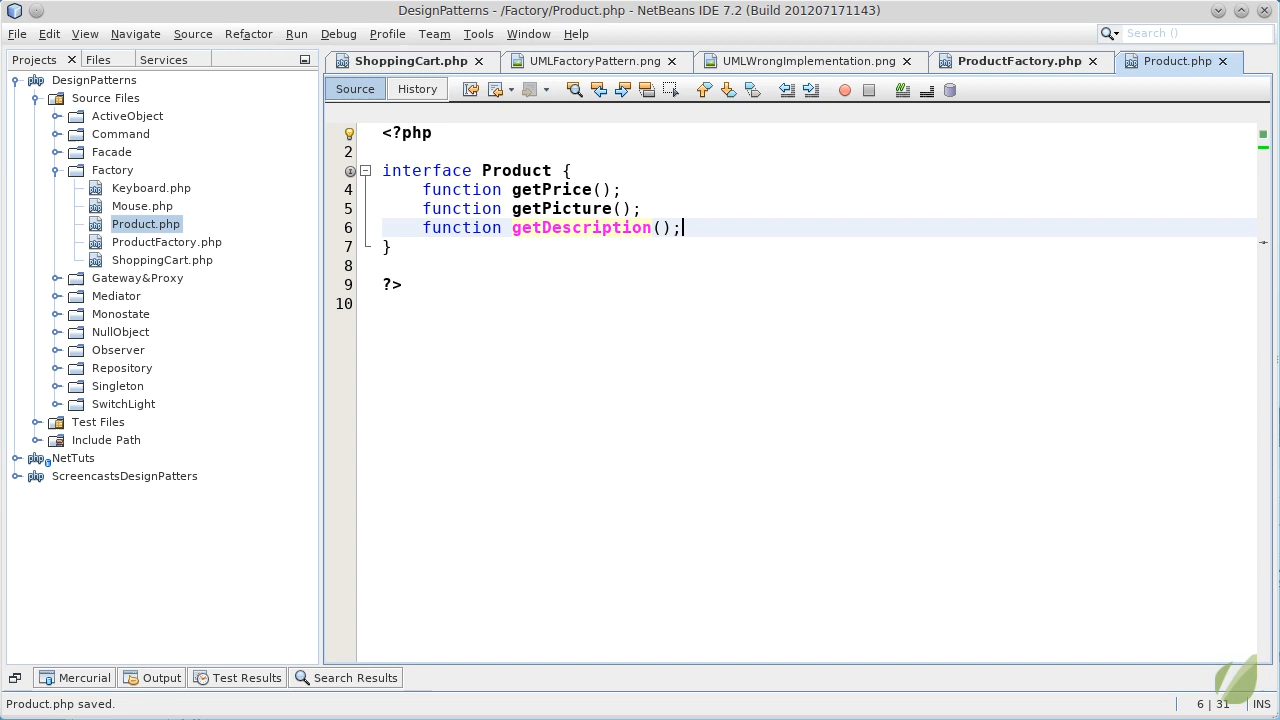 DesignPatterns - /Factory/Product.php - NetBeans IDE 7.2 (Build 201207171143)
File Edit View Navigate Source Refactor Run Debug Profile Team Tools Window Help
Search ()
Projects Files Services
ShoppingCart.php UMLFactoryPattern.png UMLWrongImplementation.png ProductFactory.php Product.php
Source History
DesignPatterns
Source Files
ActiveObject
Command
Facade
Factory
Keyboard.php
Mouse.php
Product.php
ProductFactory.php
ShoppingCart.php
Gateway&Proxy
Mediator
Monostate
NullObject
Observer
Repository
Singleton
SwitchLight
Test Files
Include Path
php NetTuts
php ScreencastsDesignPatters
<?php
2
interface Product {
4 function getPrice();
5 function getPicture();
6 function getDescription();
7 }
8
9 ?>
10
Mercurial Output Test Results Search Results
Product.php saved.
6 | 31 INS